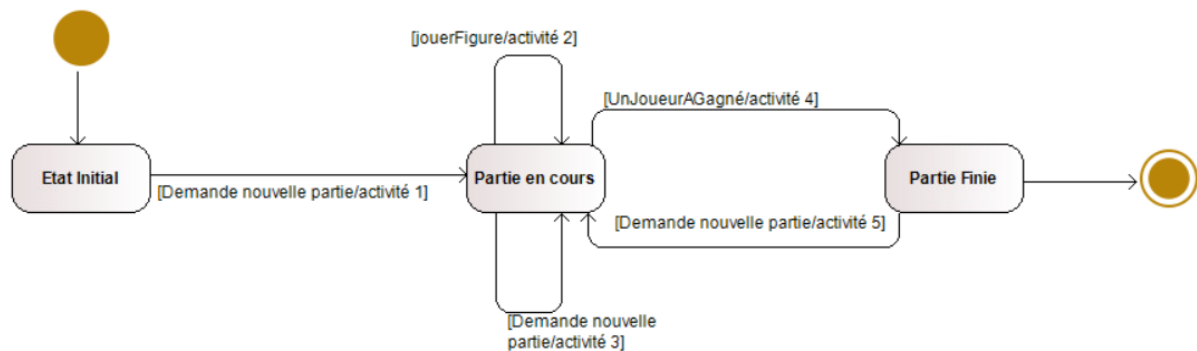 [jouerFigure/activité 2]
[UnJoueurAGagné/activité 4]
Etat Initial
Partie en cours
Partie Finie
[Demande nouvelle partie/activité 1]
[Demande nouvelle partie/activité 5]
[Demande nouvelle
partie/activité 3]